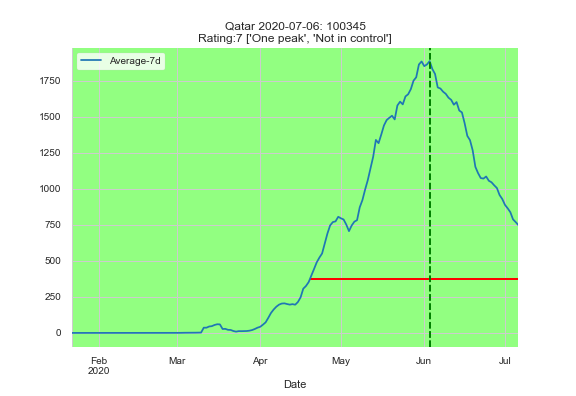 Qatar 2020-07-06: 100345
Rating:7 ['One peak', 'Not in control']
Average-7d
1750
1500
1250
1000
750
500
250
0
Feb Mar Apr May Jun Jul
2020
Date